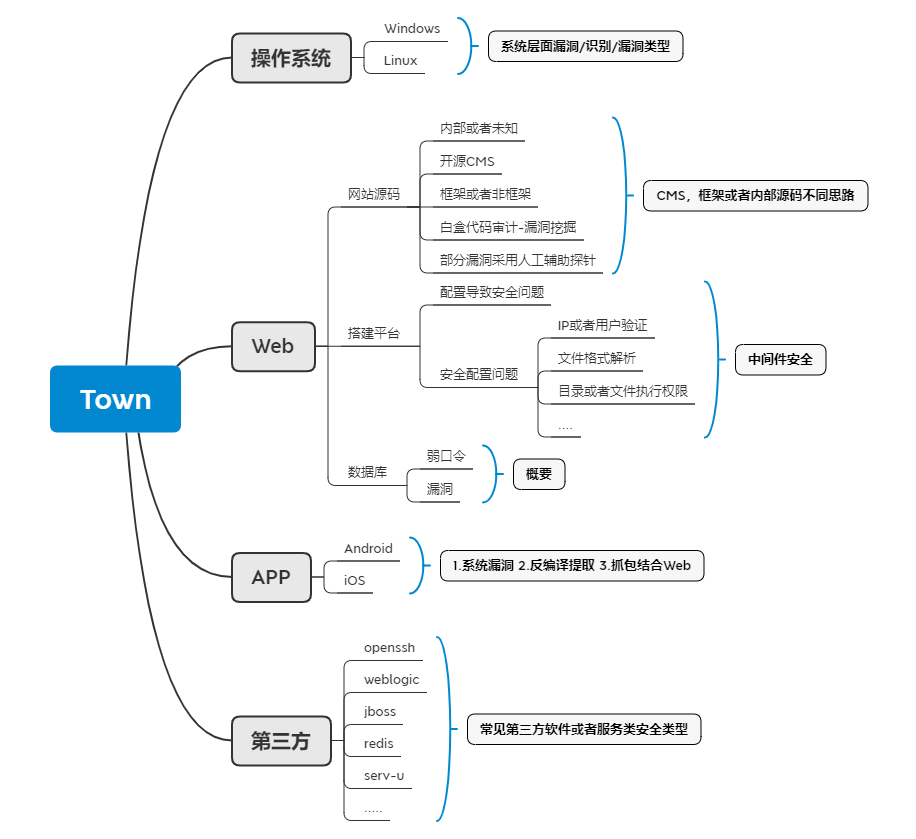 Town
操作系统
Windows
Linux
系统层面漏洞/识别/漏洞类型
Web
网站源码
内部或者未知
开源CMS
框架或者非框架
白盒代码审计-漏洞挖掘
部分漏洞采用人工辅助探针
CMS，框架或者内部源码不同思路
搭建平台
配置导致安全问题
安全配置问题
IP或者用户验证
文件格式解析
目录或者文件执行权限
....
中间件安全
数据库
弱口令
漏洞
概要
APP
Android
iOS
1.系统漏洞 2.反编译提取 3.抓包结合Web
第三方
openssh
weblogic
jboss
redis
serv-u
.....
常见第三方软件或者服务类安全类型